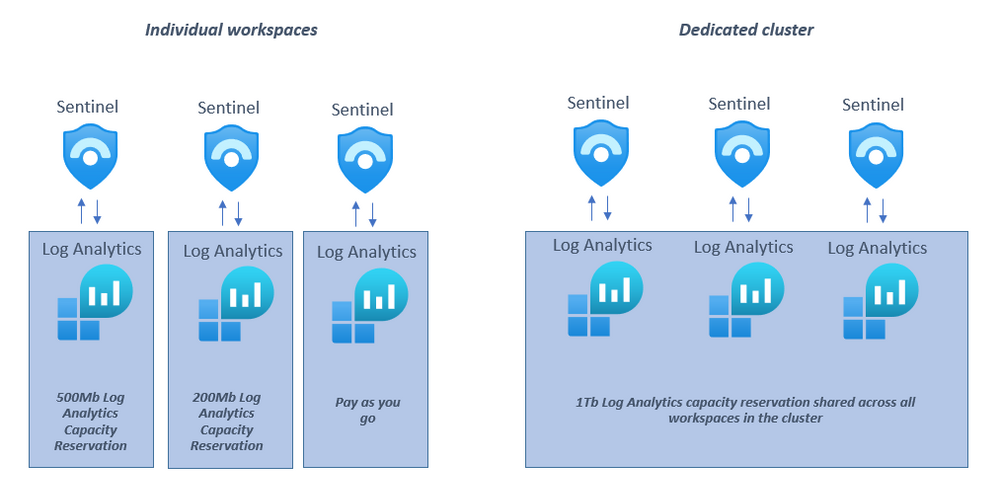 Individual workspaces
Dedicated cluster
Sentinel
Sentinel
Sentinel
Sentinel
Sentinel
Sentinel
Log Analytics
Log Analytics
Log Analytics
Log Analytics
Log Analytics
Log Analytics
500Mb Log
Analytics
Capacity
Reservation
200Mb Log
Analytics
Capacity
Reservation
Pay as you
go
1Tb Log Analytics capacity reservation shared across all
workspaces in the cluster